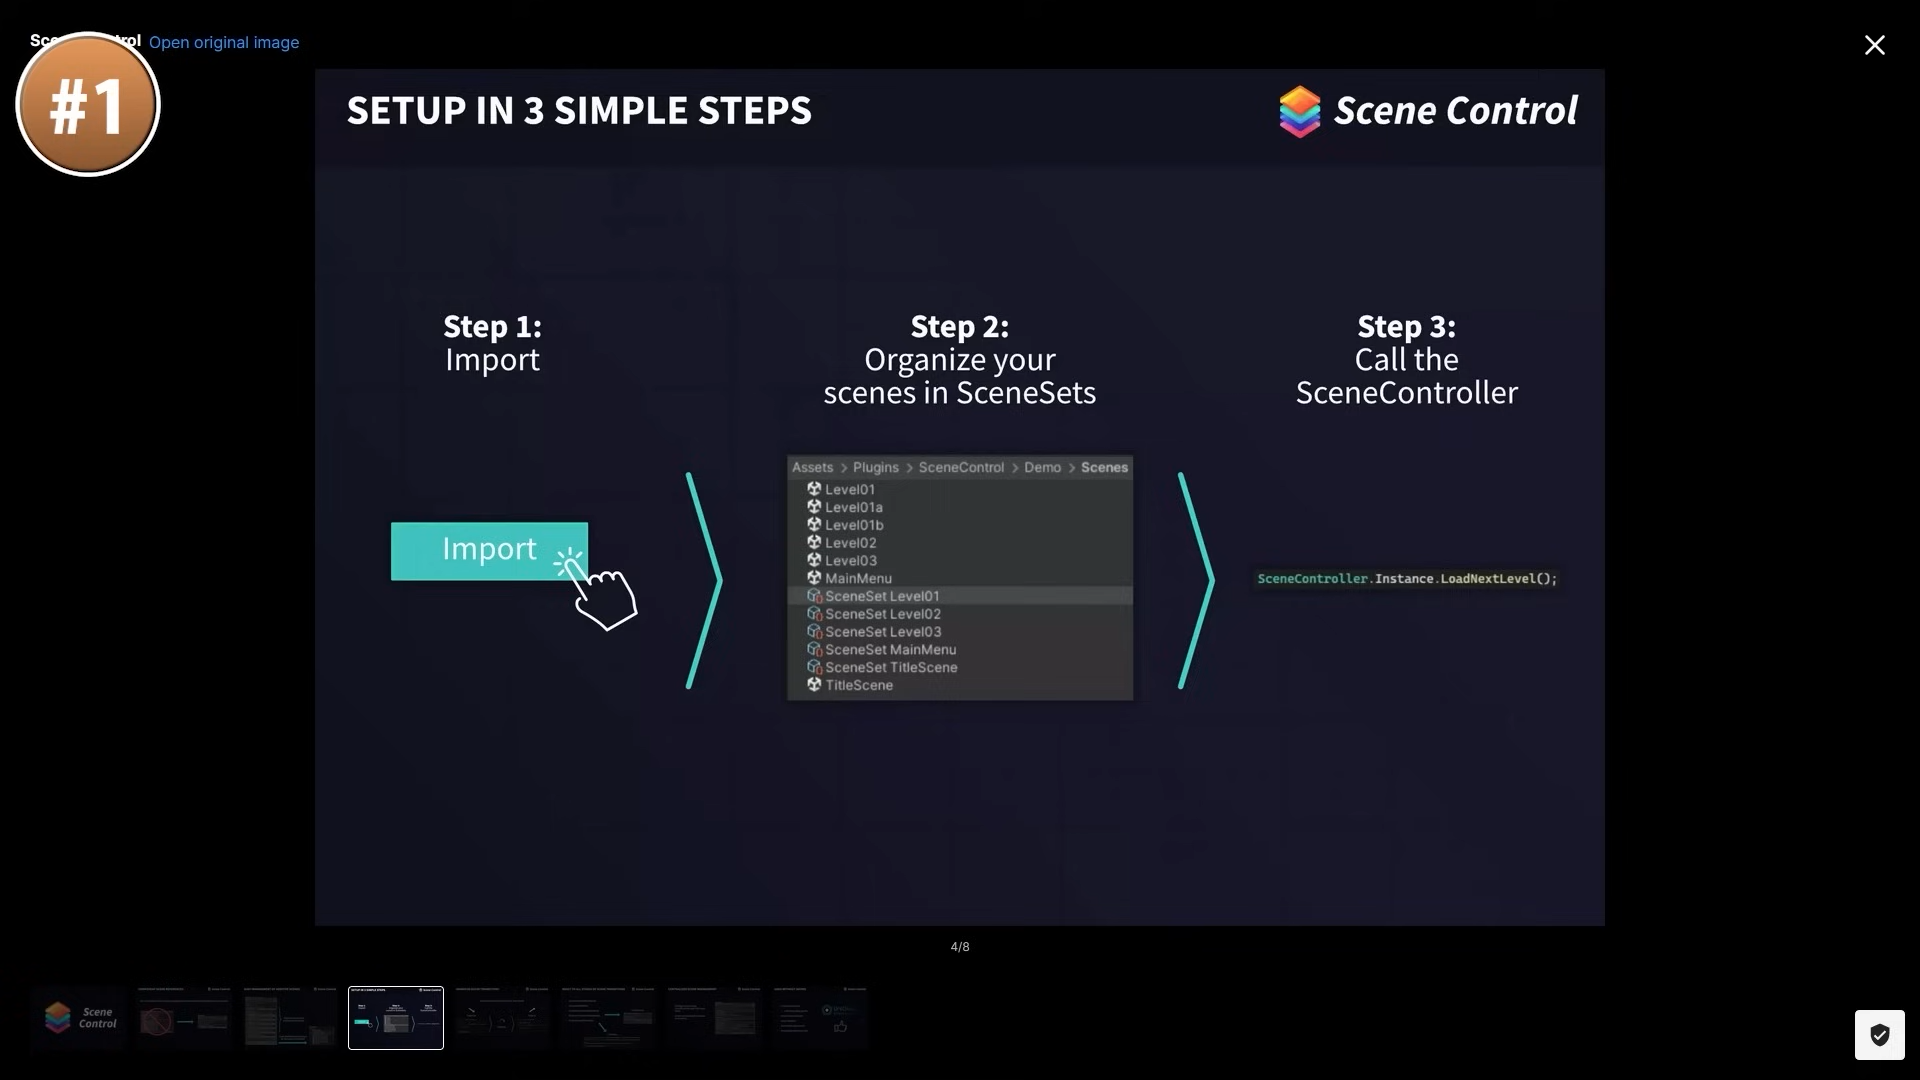 Open original image
#1
SETUP IN 3 SIMPLE STEPS
Scene Control
Step 1:
Import
Step 2:
Organize your
scenes in SceneSets
Step 3:
Call the
SceneController
Import
Assets > Plugins > SceneControl > Demo > Scenes
Level01
Level01a
Level01b
Level02
Level03
MainMenu
SceneSet Level01
SceneSet Level02
SceneSet Level03
SceneSet MainMenu
SceneSet TitleScene
TitleScene
SceneController.Instance.LoadNextLevel();
4/8
Scene
Control